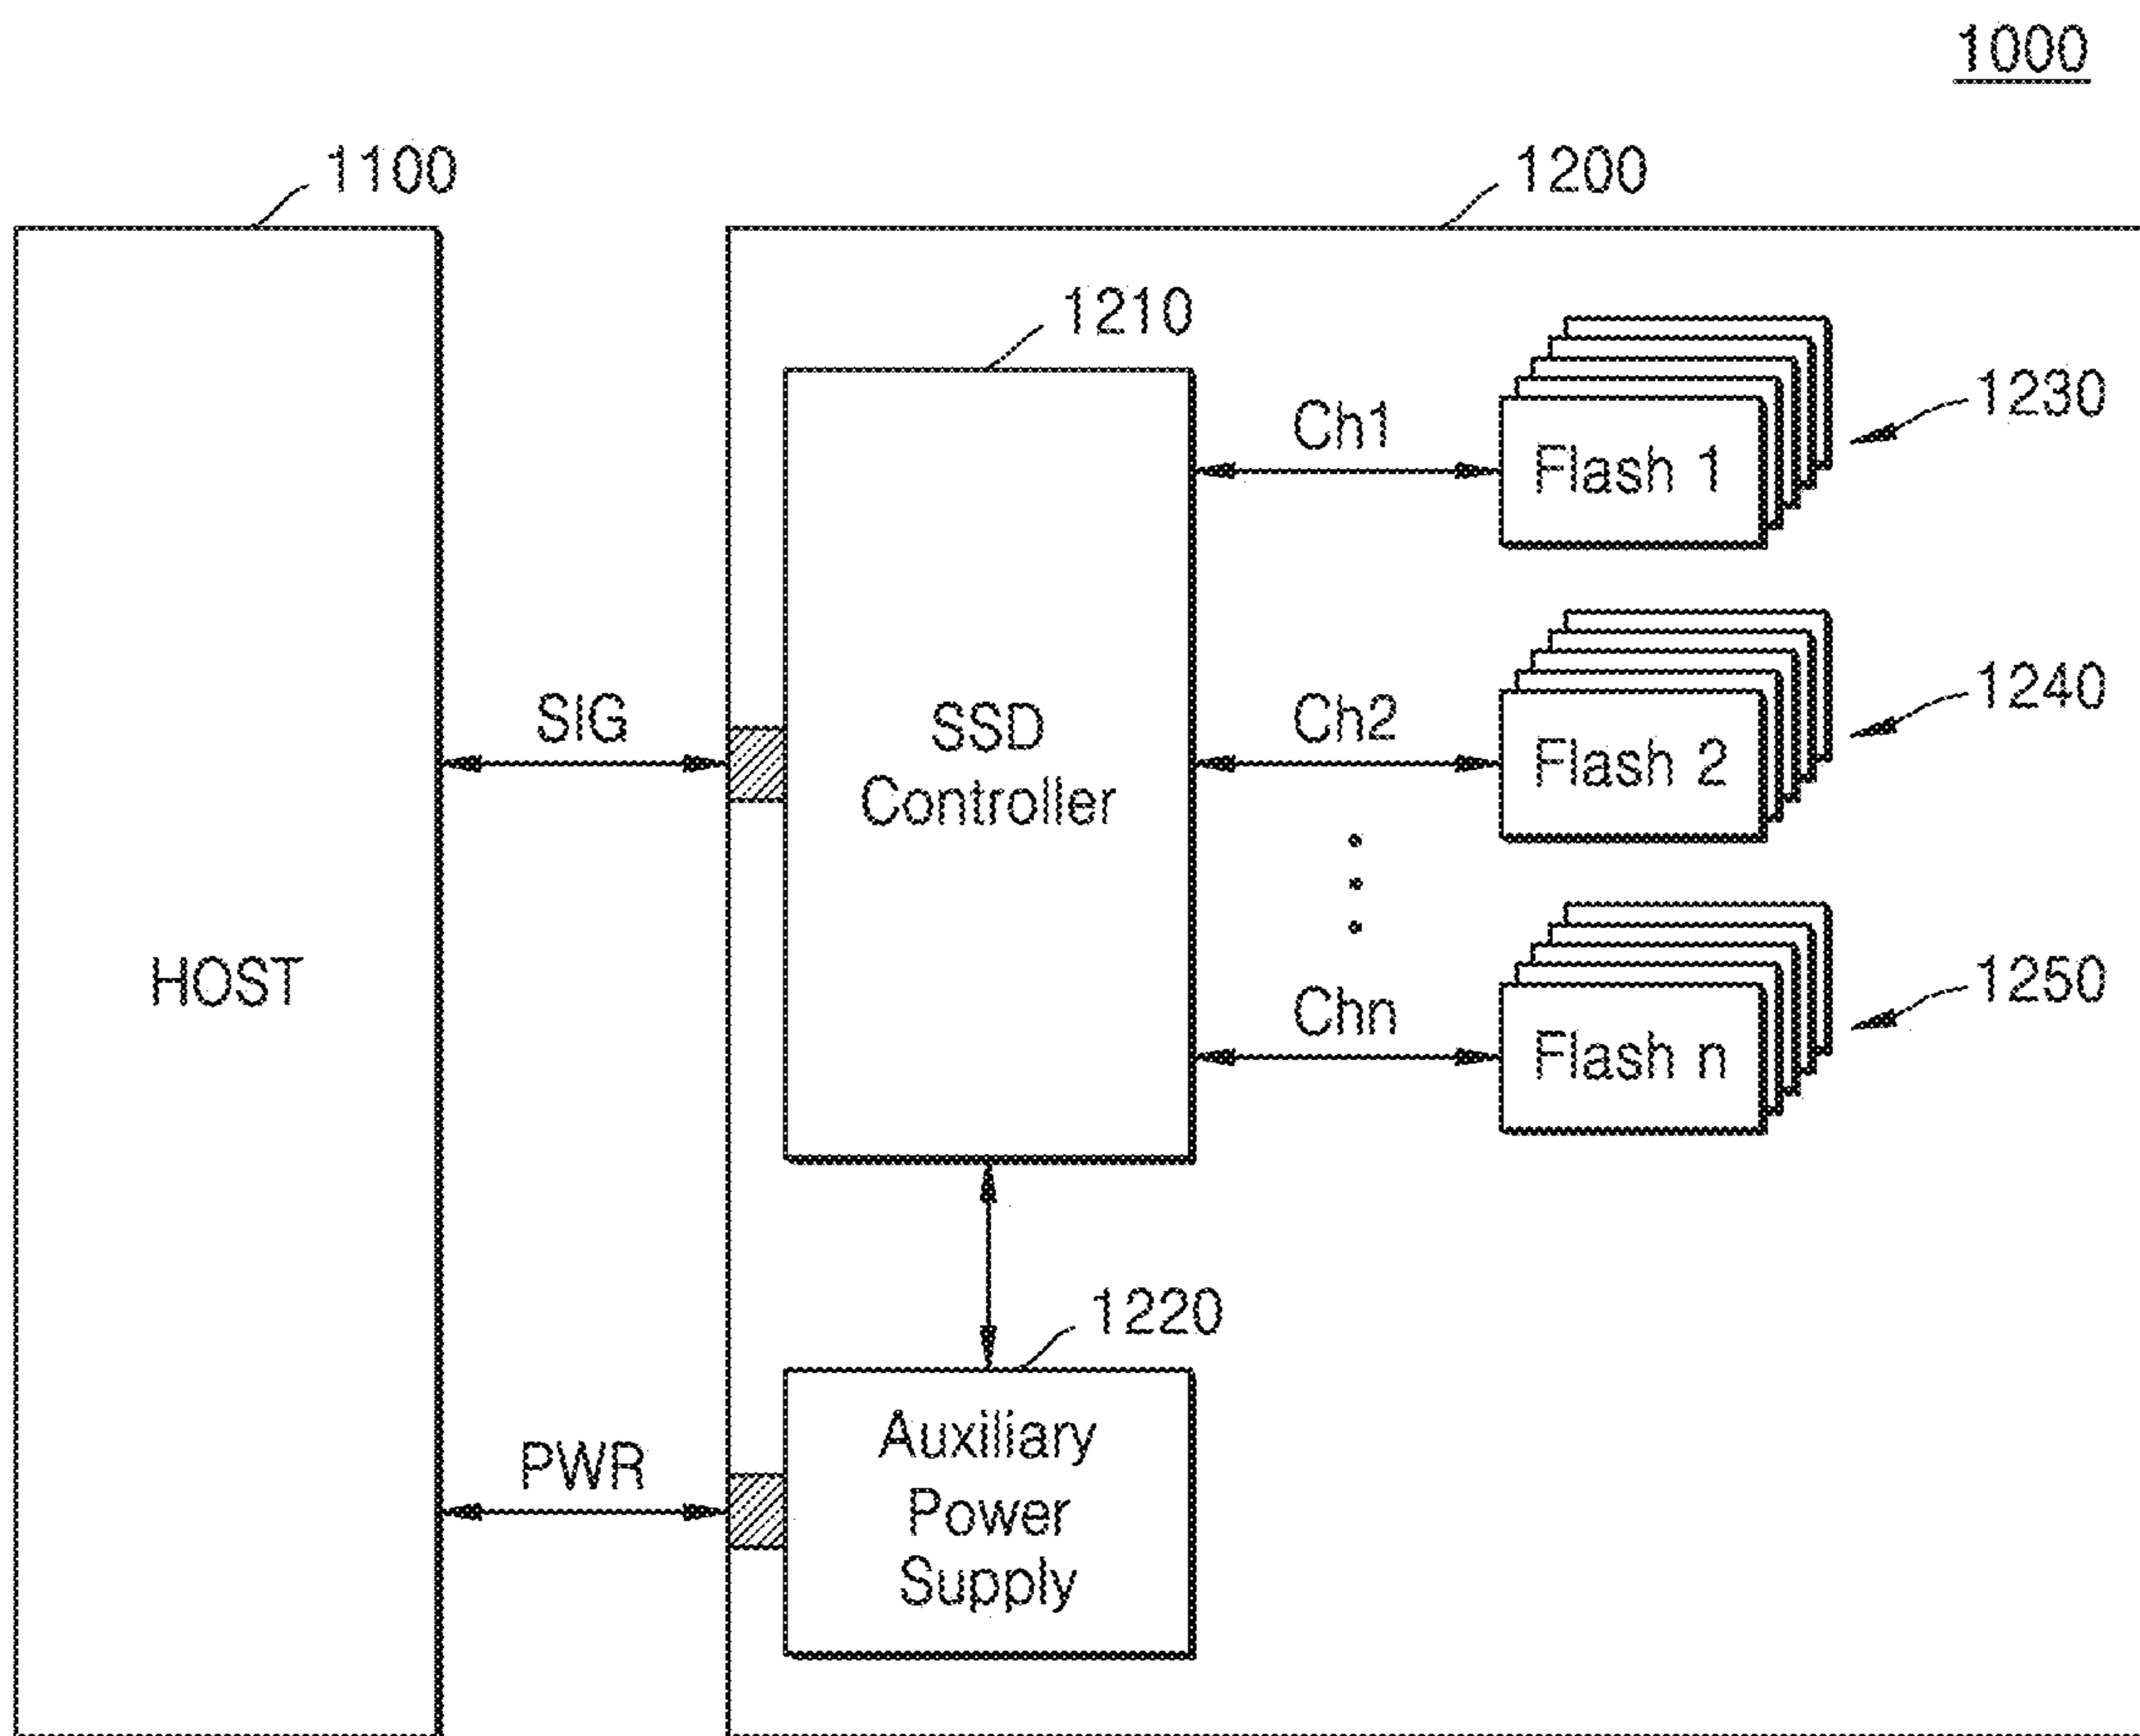 1000
1100
1200
1210
Ch1
Flash 1
1230
SIG
SSD
Controller
Ch2
Flash 2
1240
HOST
Chn
Flash n
1250
1220
PWR
Auxiliary
Power
Supply